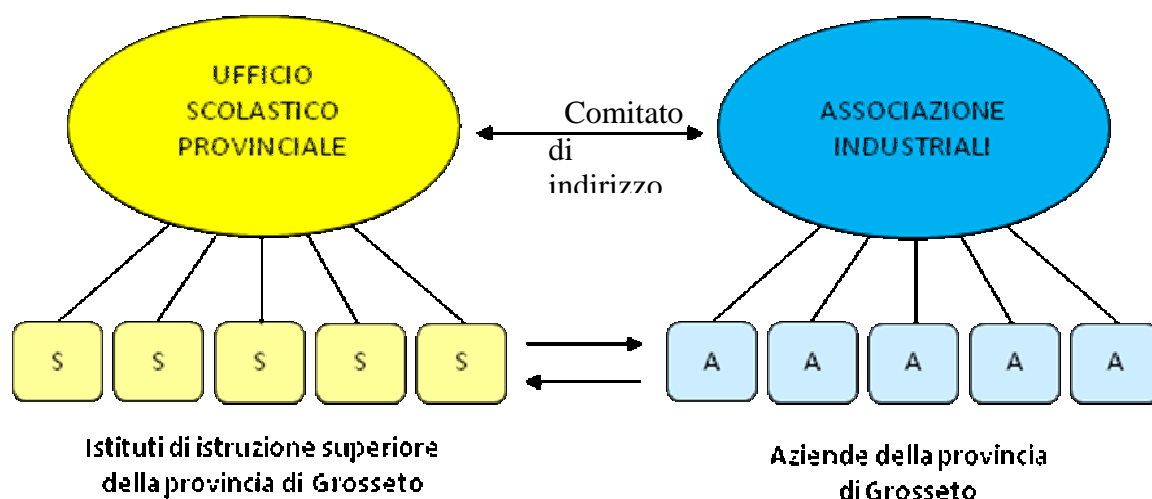 UFFICIO
SCOLASTICO
PROVINCIALE
Comitato
di
indirizzo
ASSOCIAZIONE
INDUSTRIALI
S S S S S
A A A A A
Istituti di istruzione superiore
della provincia di Grosseto
Aziende della provincia
di Grosseto